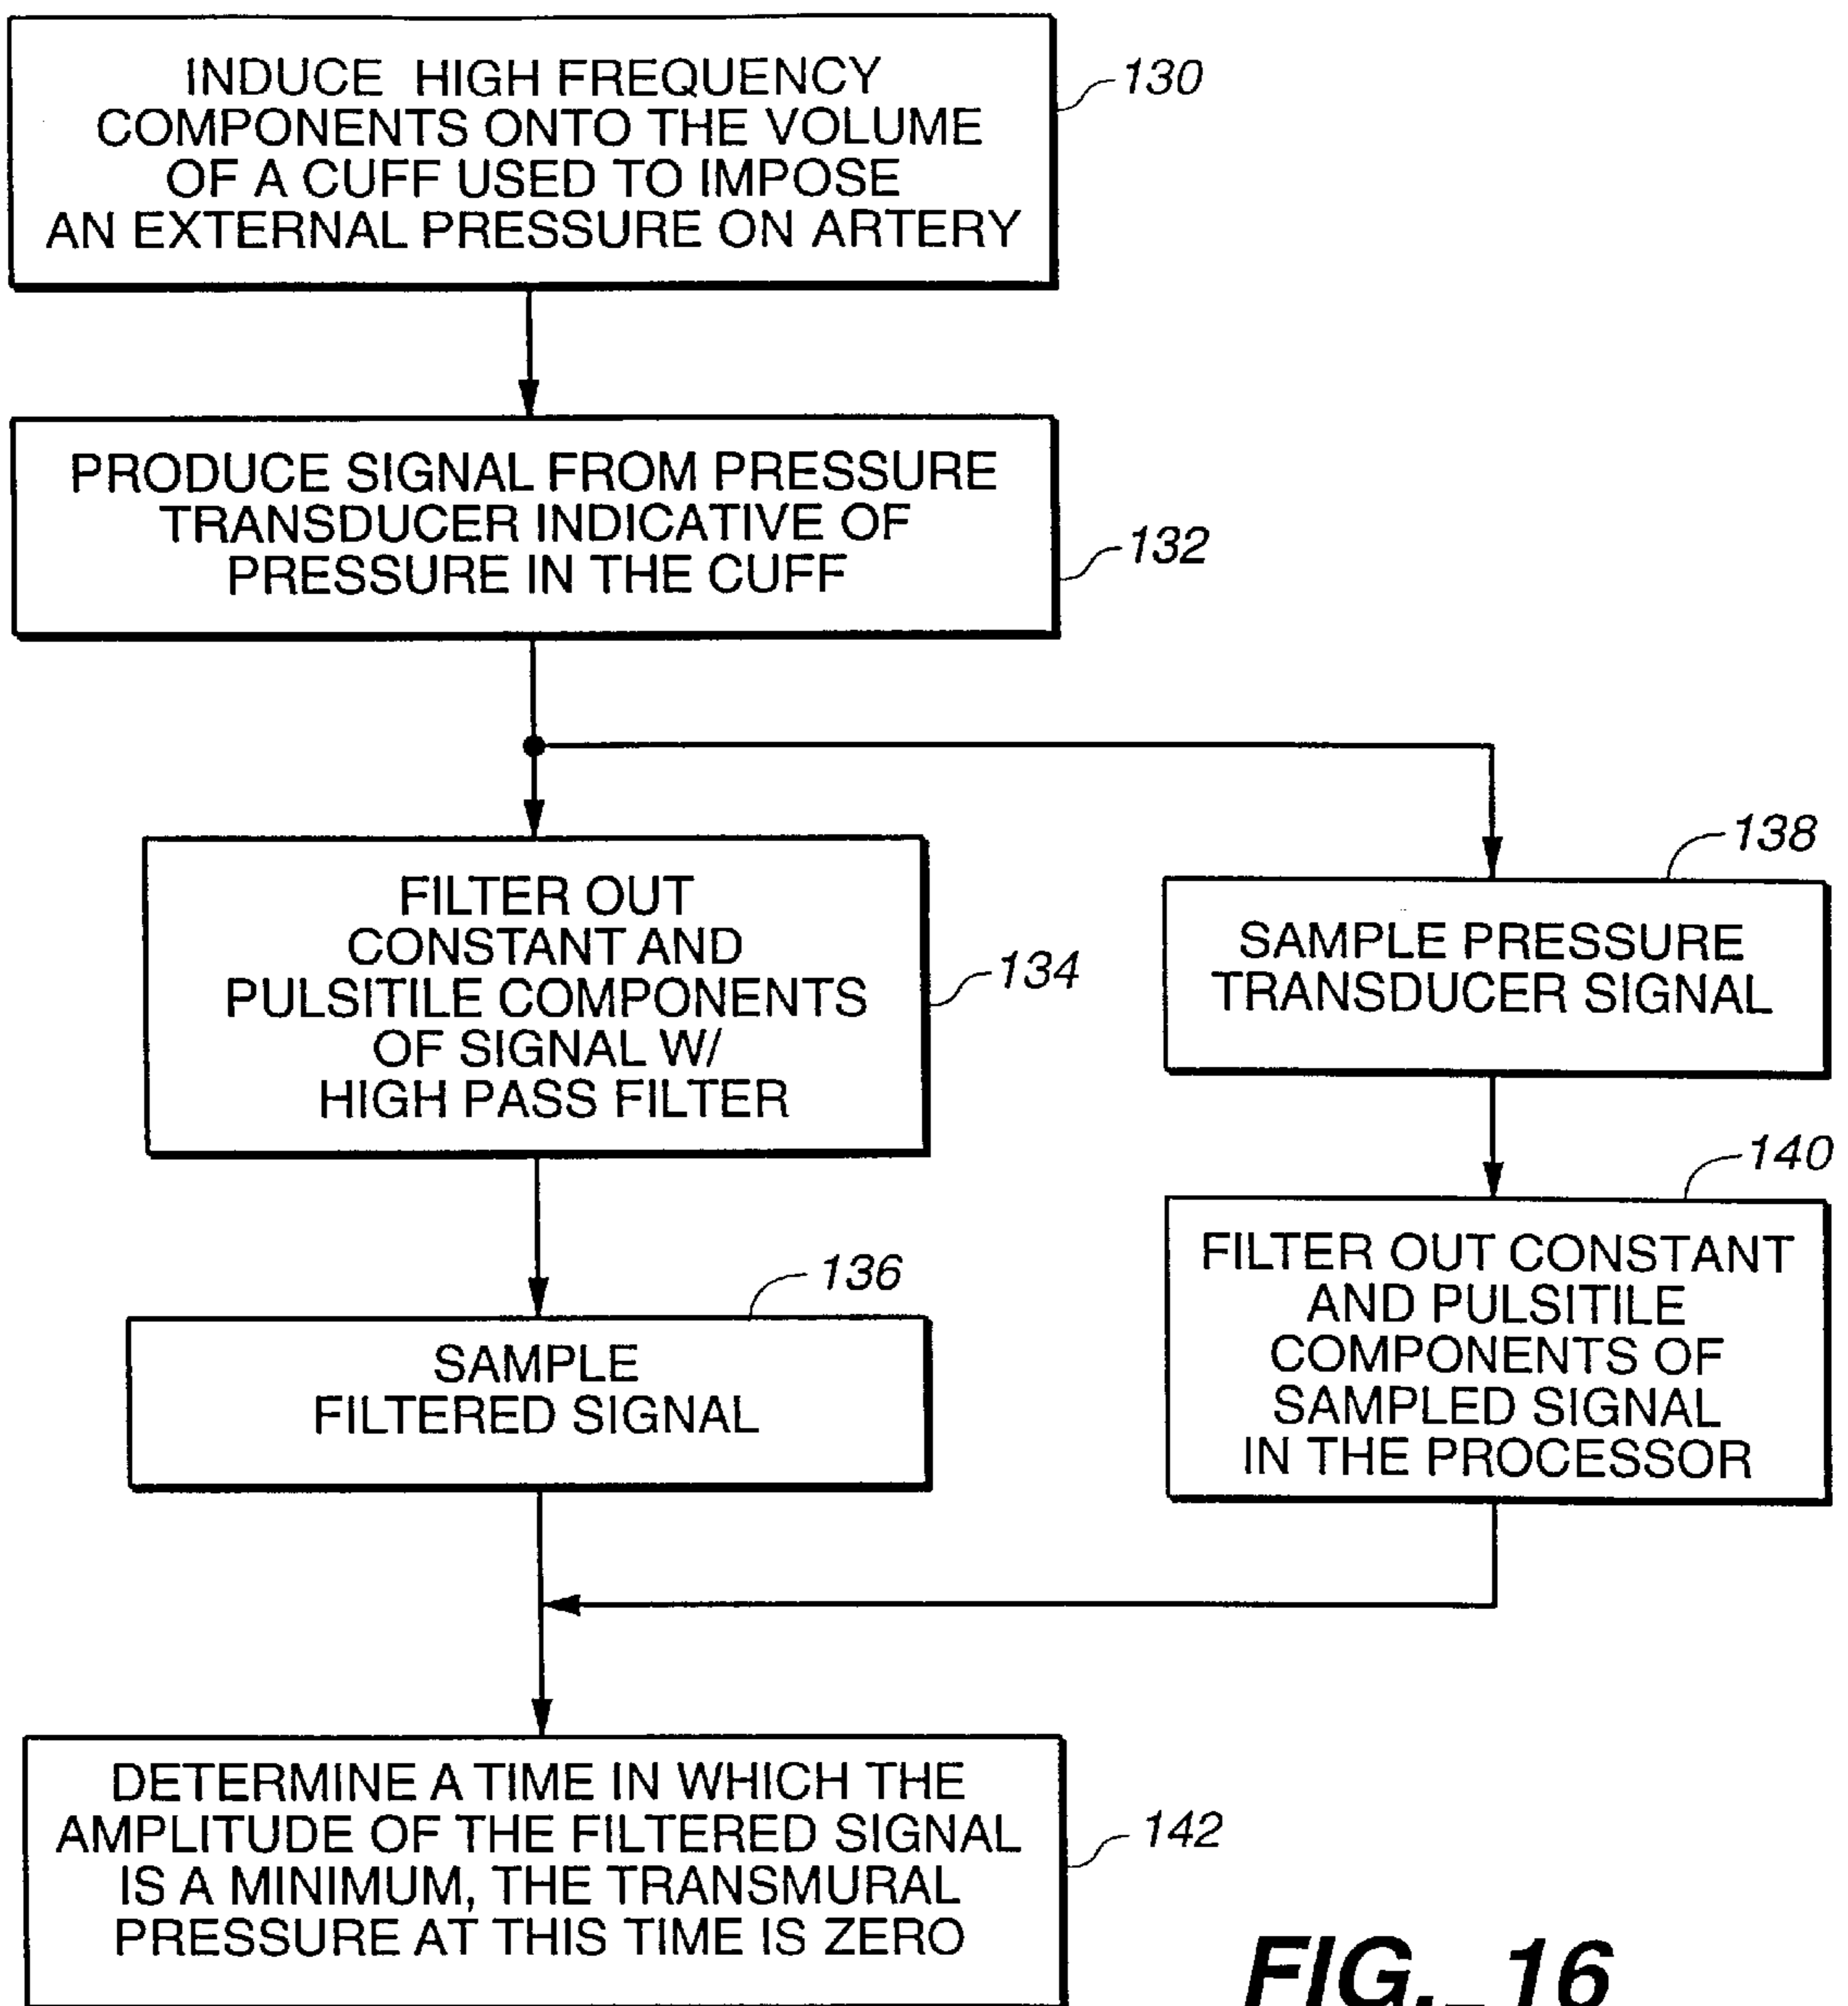 INDUCE HIGH FREQUENCY
COMPONENTS ONTO THE VOLUME
OF A CUFF USED TO IMPOSE
AN EXTERNAL PRESSURE ON ARTERY
130
PRODUCE SIGNAL FROM PRESSURE
TRANSDUCER INDICATIVE OF
PRESSURE IN THE CUFF
132
FILTER OUT
CONSTANT AND
PULSITILE COMPONENTS
OF SIGNAL W/
HIGH PASS FILTER
134
138
SAMPLE PRESSURE
TRANSDUCER SIGNAL
140
FILTER OUT CONSTANT
AND PULSITILE
COMPONENTS OF
SAMPLED SIGNAL
IN THE PROCESSOR
136
SAMPLE
FILTERED SIGNAL
DETERMINE A TIME IN WHICH THE
AMPLITUDE OF THE FILTERED SIGNAL
IS A MINIMUM, THE TRANSMURAL
PRESSURE AT THIS TIME IS ZERO
142
FIG._16